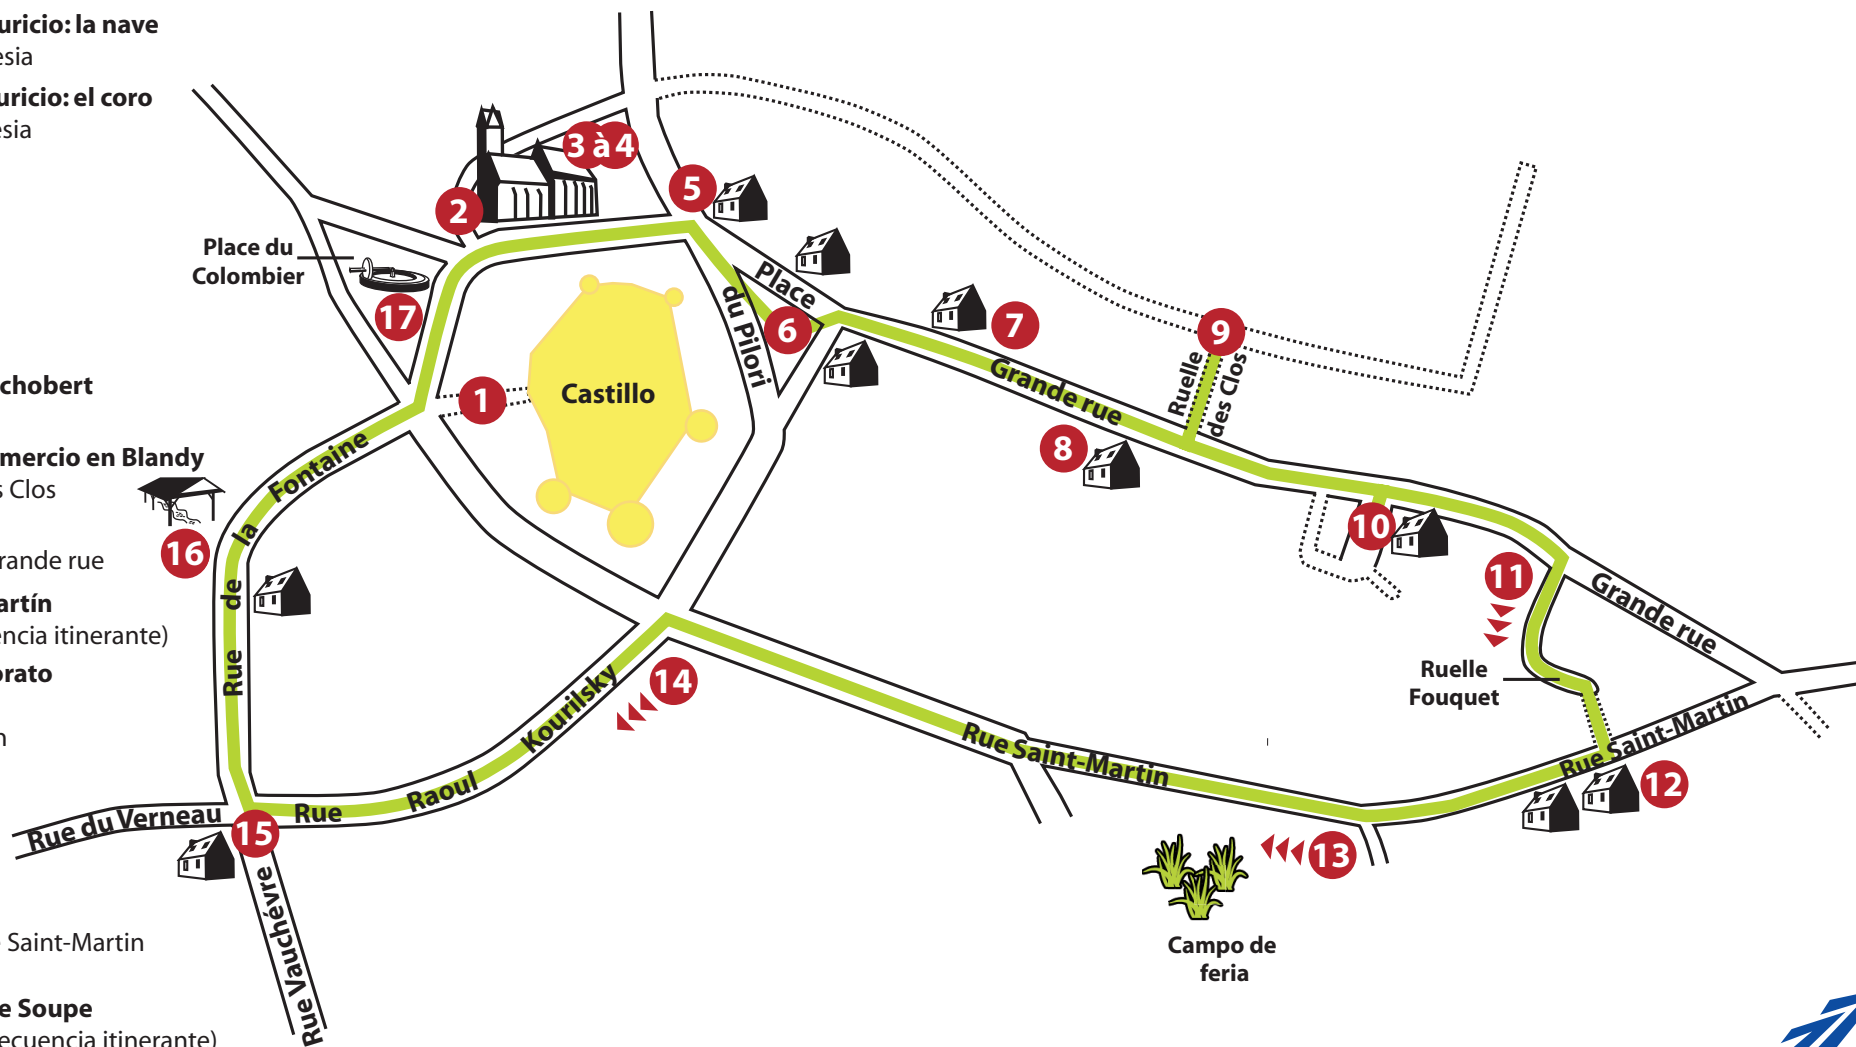 uricio: la nave
esia
uricio: el coro
esia
chobert
mercio en Blandy
s Clos
rande rue
artín
encia itinerante)
orato
n
Saint-Martin
e Soupe
ecuencia itinerante)
3 à 4
5
2
Place du
Colombier
17
Place
du Pilori
6
7
9
Ruelle
des Clos
1
Castillo
Grande rue
8
10
11
Grande rue
Rue de la Fontaine
16
Ruelle
Fouquet
14
Rue Saint-Martin
Rue Saint-Martin
12
Rue Raoul Kourilsky
Rue du Verneau
15
13
Rue Vauchévre
Campo de
feria